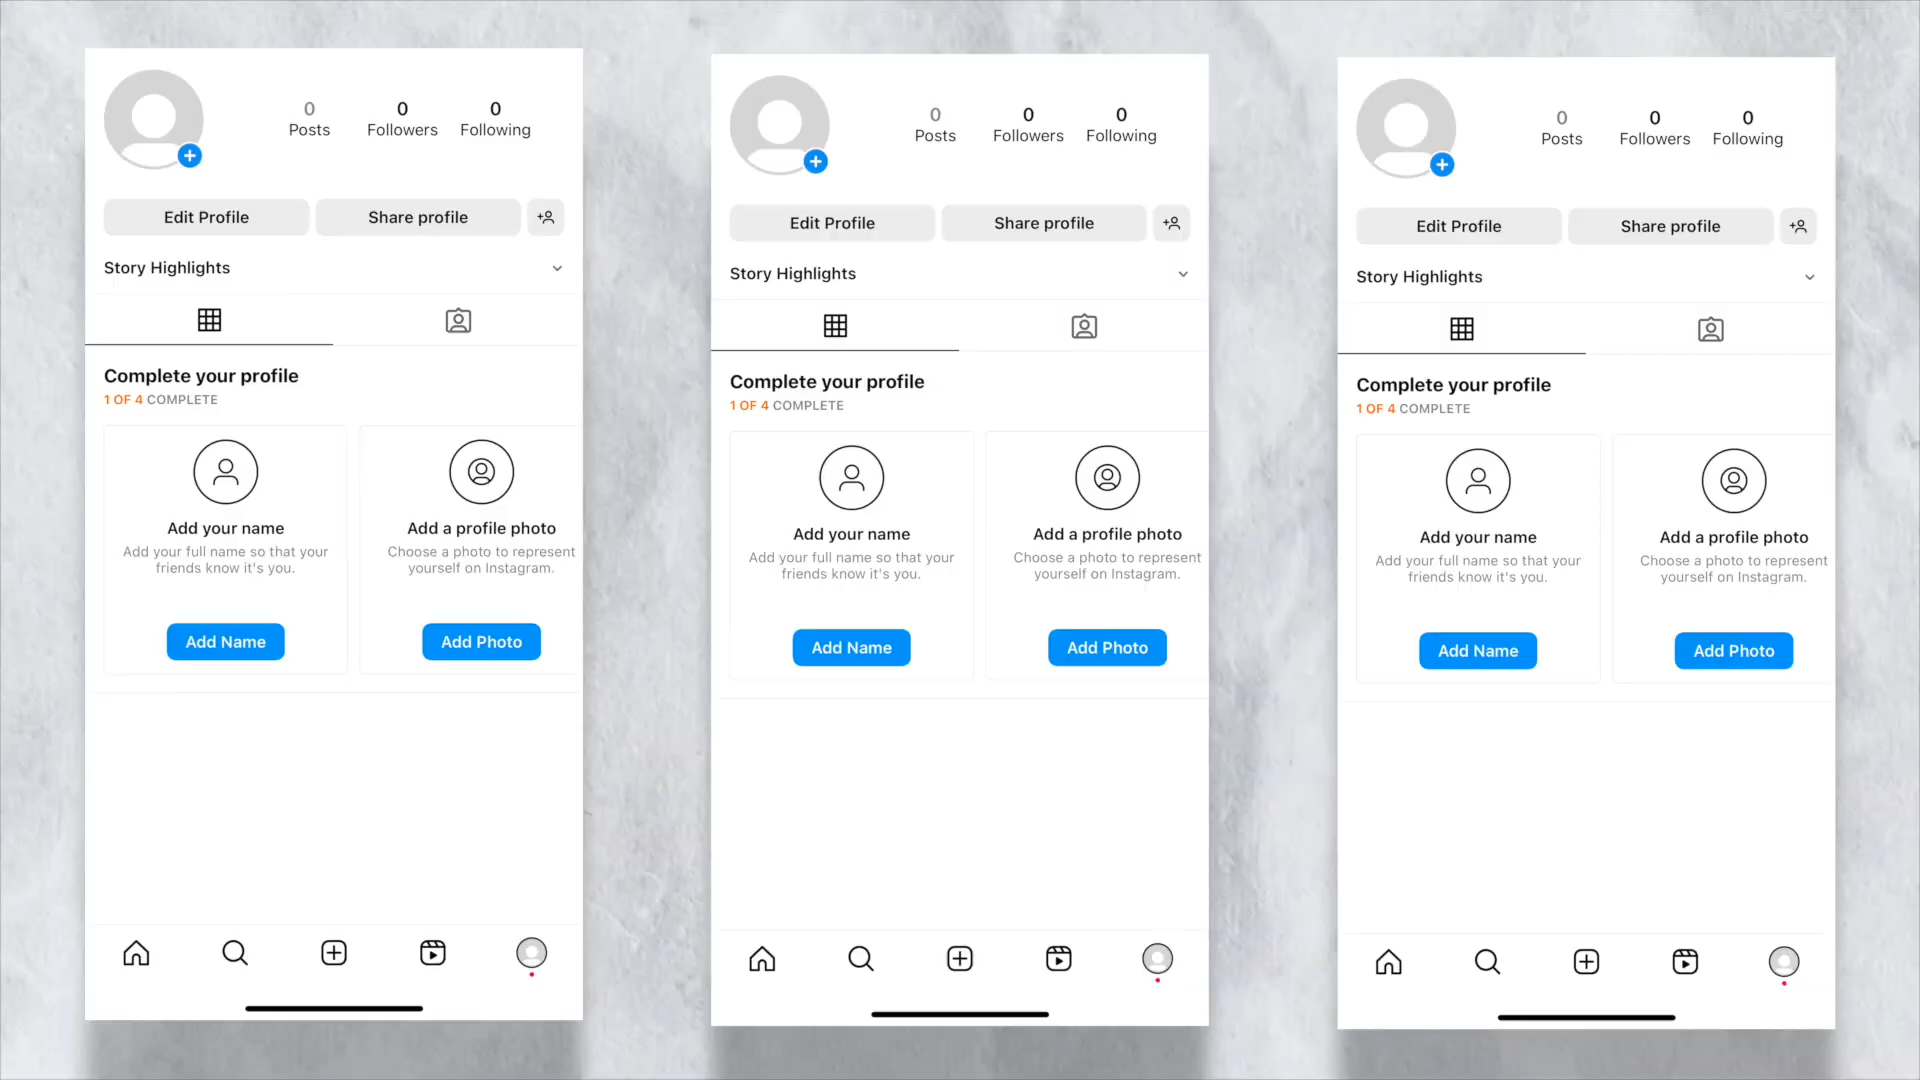 0 0 0
Posts Followers Following
Edit Profile Share profile
Story Highlights
Complete your profile
1 OF 4 COMPLETE
Add your name Add a profile photo
Add your full name so that your Choose a photo to represent
friends know it's you. yourself on Instagram.
Add Name Add Photo
0 0 0
Posts Followers Following
Edit Profile Share profile
Story Highlights
Complete your profile
1 OF 4 COMPLETE
Add your name Add a profile photo
Add your full name so that your Choose a photo to represent
friends know it's you. yourself on Instagram.
Add Name Add Photo
0 0 0
Posts Followers Following
Edit Profile Share profile
Story Highlights
Complete your profile
1 OF 4 COMPLETE
Add your name Add a profile photo
Add your full name so that your Choose a photo to represent
friends know it's you. yourself on Instagram.
Add Name Add Photo